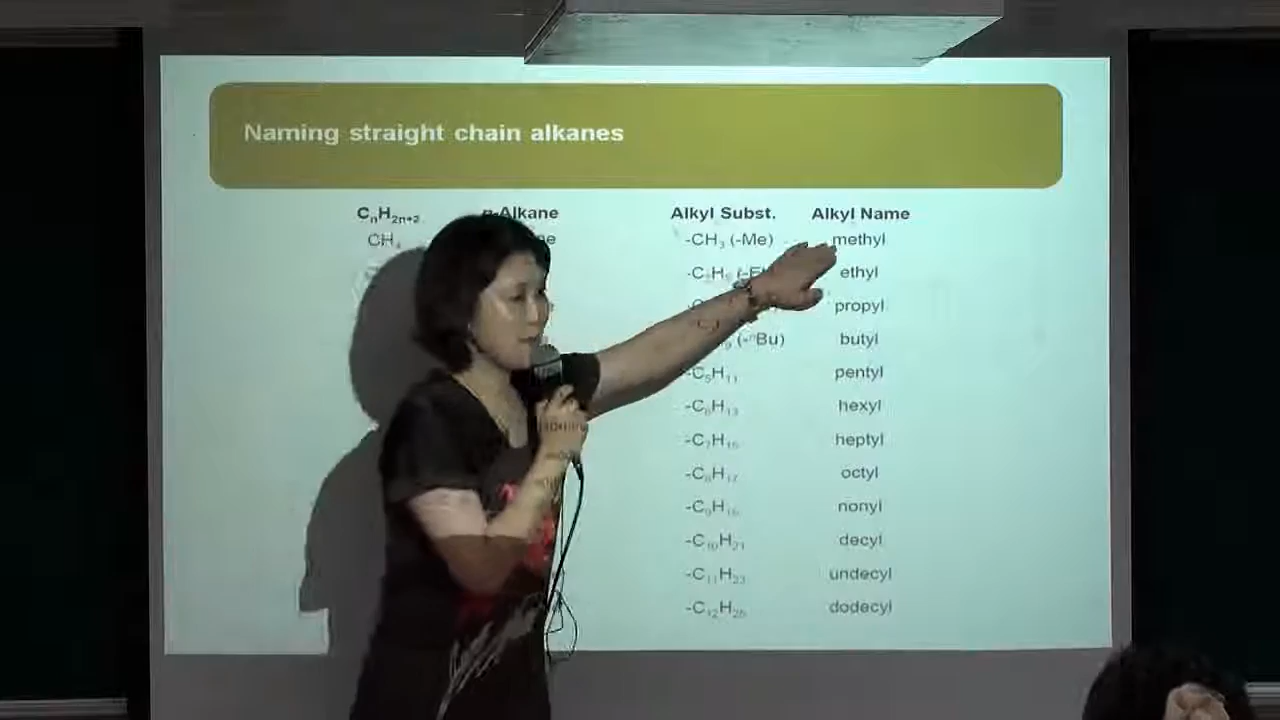 Naming straight chain alkanes
CₙH₂ₙ₊₂ n-Alkane Alkyl Subst. Alkyl Name
CH₄ -CH₃ (-Me) methyl
ethyl
propyl
(-ⁿBu) butyl
-C₅H₁₁ pentyl
-C₆H₁₃ hexyl
-C₇H₁₅ heptyl
-C₈H₁₇ octyl
-C₉H₁₉ nonyl
-C₁₀H₂₁ decyl
-C₁₁H₂₃ undecyl
-C₁₂H₂₅ dodecyl